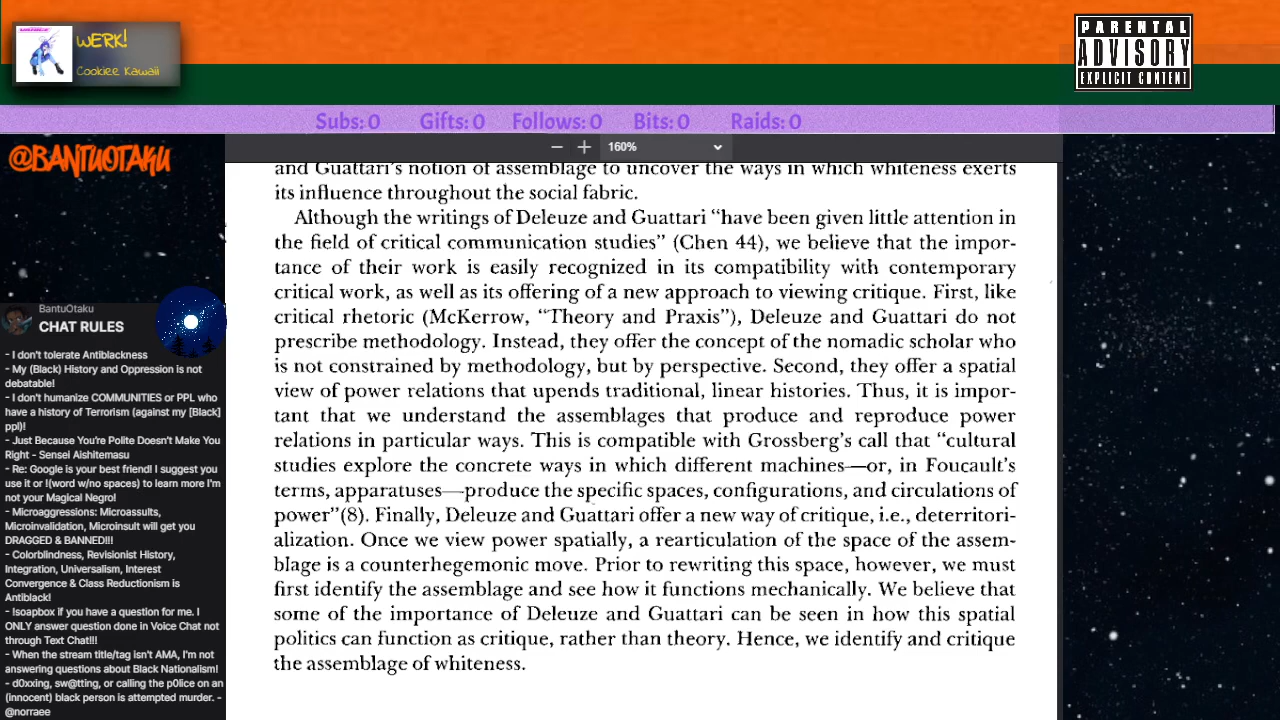 WERK!
Cookiee Kawaii
PARENTAL
ADVISORY
EXPLICIT CONTENT
Subs: 0 Gifts: 0 Follows: 0 Bits: 0 Raids: 0
@BANTUOTAKU
160%
and Guattari's notion of assemblage to uncover the ways in which whiteness exerts
its influence throughout the social fabric.
Although the writings of Deleuze and Guattari “have been given little attention in
the field of critical communication studies” (Chen 44), we believe that the impor-
tance of their work is easily recognized in its compatibility with contemporary
critical work, as well as its offering of a new approach to viewing critique. First, like
critical rhetoric (McKerrow, “Theory and Praxis”), Deleuze and Guattari do not
prescribe methodology. Instead, they offer the concept of the nomadic scholar who
is not constrained by methodology, but by perspective. Second, they offer a spatial
view of power relations that upends traditional, linear histories. Thus, it is impor-
tant that we understand the assemblages that produce and reproduce power
relations in particular ways. This is compatible with Grossberg's call that “cultural
studies explore the concrete ways in which different machines—or, in Foucault's
terms, apparatuses—produce the specific spaces, configurations, and circulations of
power”(8). Finally, Deleuze and Guattari offer a new way of critique, i.e., deterritori-
alization. Once we view power spatially, a rearticulation of the space of the assem-
blage is a counterhegemonic move. Prior to rewriting this space, however, we must
first identify the assemblage and see how it functions mechanically. We believe that
some of the importance of Deleuze and Guattari can be seen in how this spatial
politics can function as critique, rather than theory. Hence, we identify and critique
the assemblage of whiteness.
BantuOtaku
CHAT RULES
- I don't tolerate Antiblackness
- My (Black) History and Oppression is not
debatable!
- I don't humanize COMMUNITIES or PPL who
have a history of Terrorism (against my [Black]
ppl)!
- Just Because You're Polite Doesn't Make You
Right - Sensei Aishitemasu
- Re: Google is your best friend! I suggest you
use it or !(word w/no spaces) to learn more I'm
not your Magical Negro!
- Microaggressions: Microassults,
Microinvalidation, Microinsult will get you
DRAGGED & BANNED!!!
- Colorblindness, Revisionist History,
Integration, Universalism, Interest
Convergence & Class Reductionism is
Antiblack!
- !soapbox if you have a question for me. I
ONLY answer question done in Voice Chat not
through Text Chat!!!
- When the stream title/tag isn't AMA, I'm not
answering questions about Black Nationalism!
- d0xxing, sw@tting, or calling the p0lice on an
(innocent) black person is attempted murder. -
@norraee